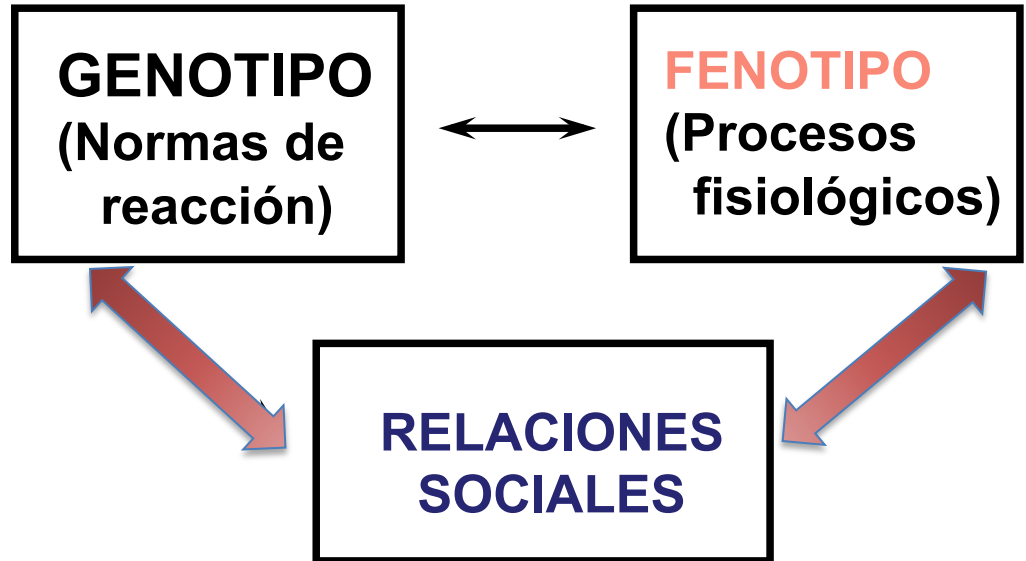 GENOTIPO
(Normas de
reacción)
FENOTIPO
(Procesos
fisiológicos)
RELACIONES
SOCIALES